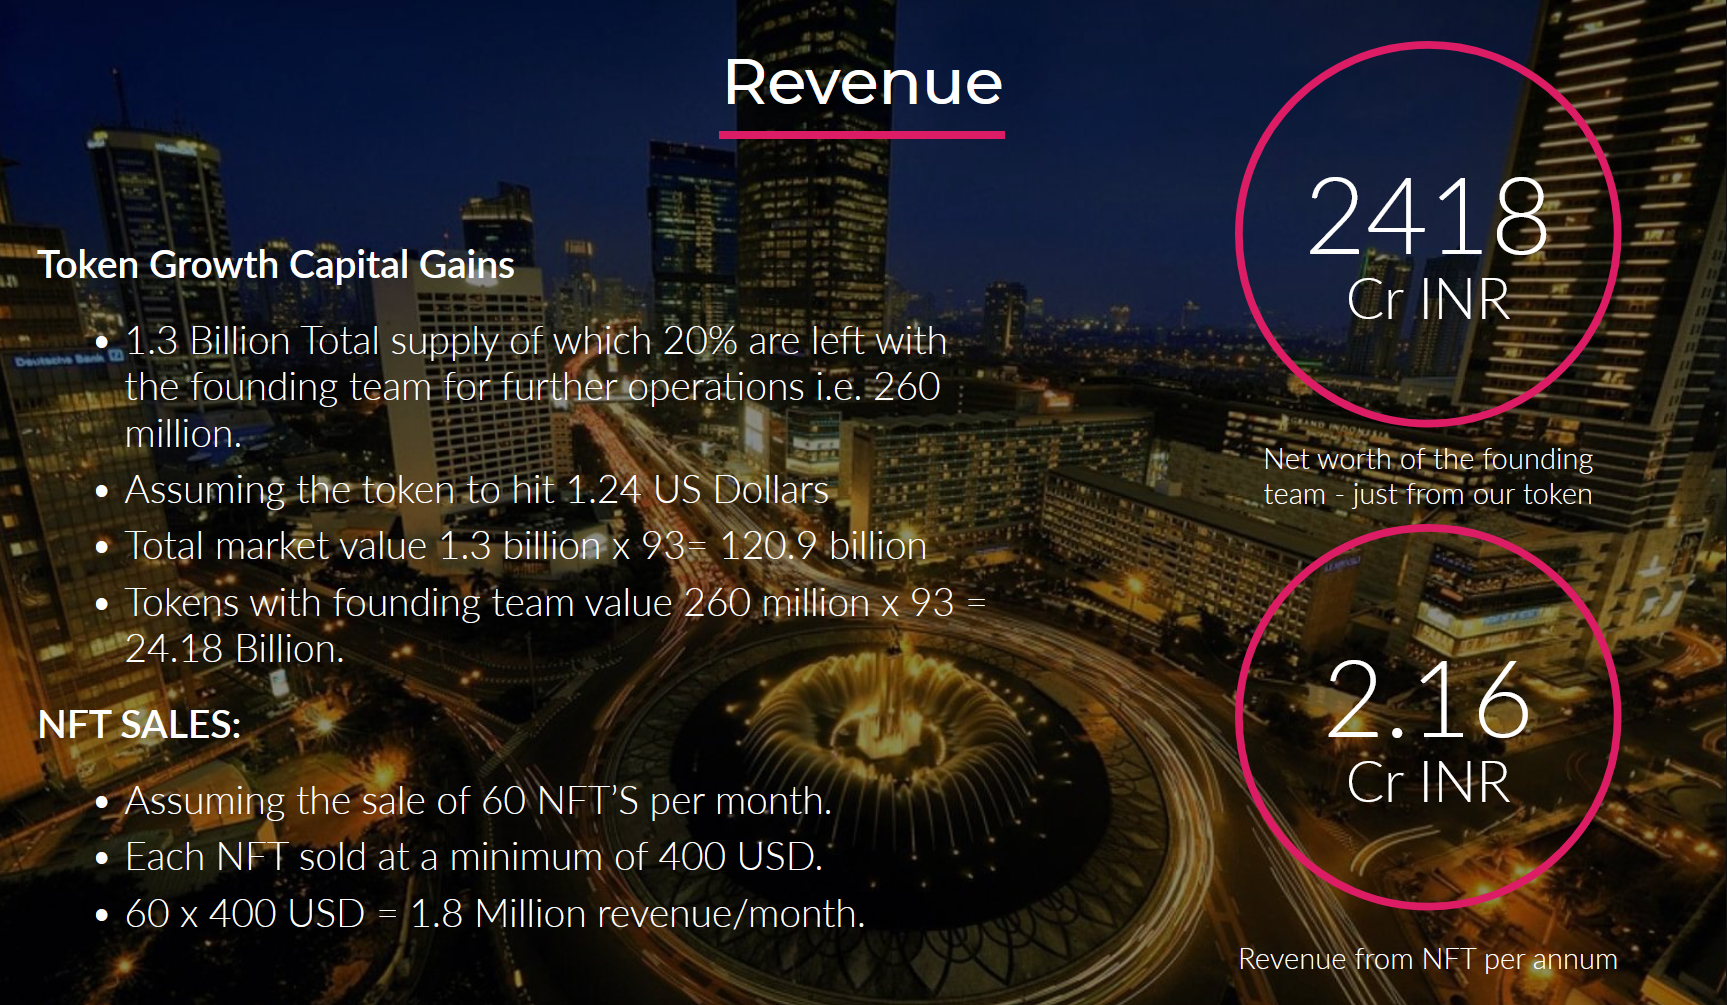 Revenue
Token Growth Capital Gains
• 1.3 Billion Total supply of which 20% are left with
the founding team for further operations i.e. 260
million.
• Assuming the token to hit 1.24 US Dollars
• Total market value 1.3 billion x 93= 120.9 billion
• Tokens with founding team value 260 million x 93 =
24.18 Billion.
NFT SALES:
• Assuming the sale of 60 NFT’S per month.
• Each NFT sold at a minimum of 400 USD.
• 60 x 400 USD = 1.8 Million revenue/month.
2418
Cr INR
Net worth of the founding
team - just from our token
2.16
Cr INR
Revenue from NFT per annum
Deutsche Bank
GRAND INDONESIA